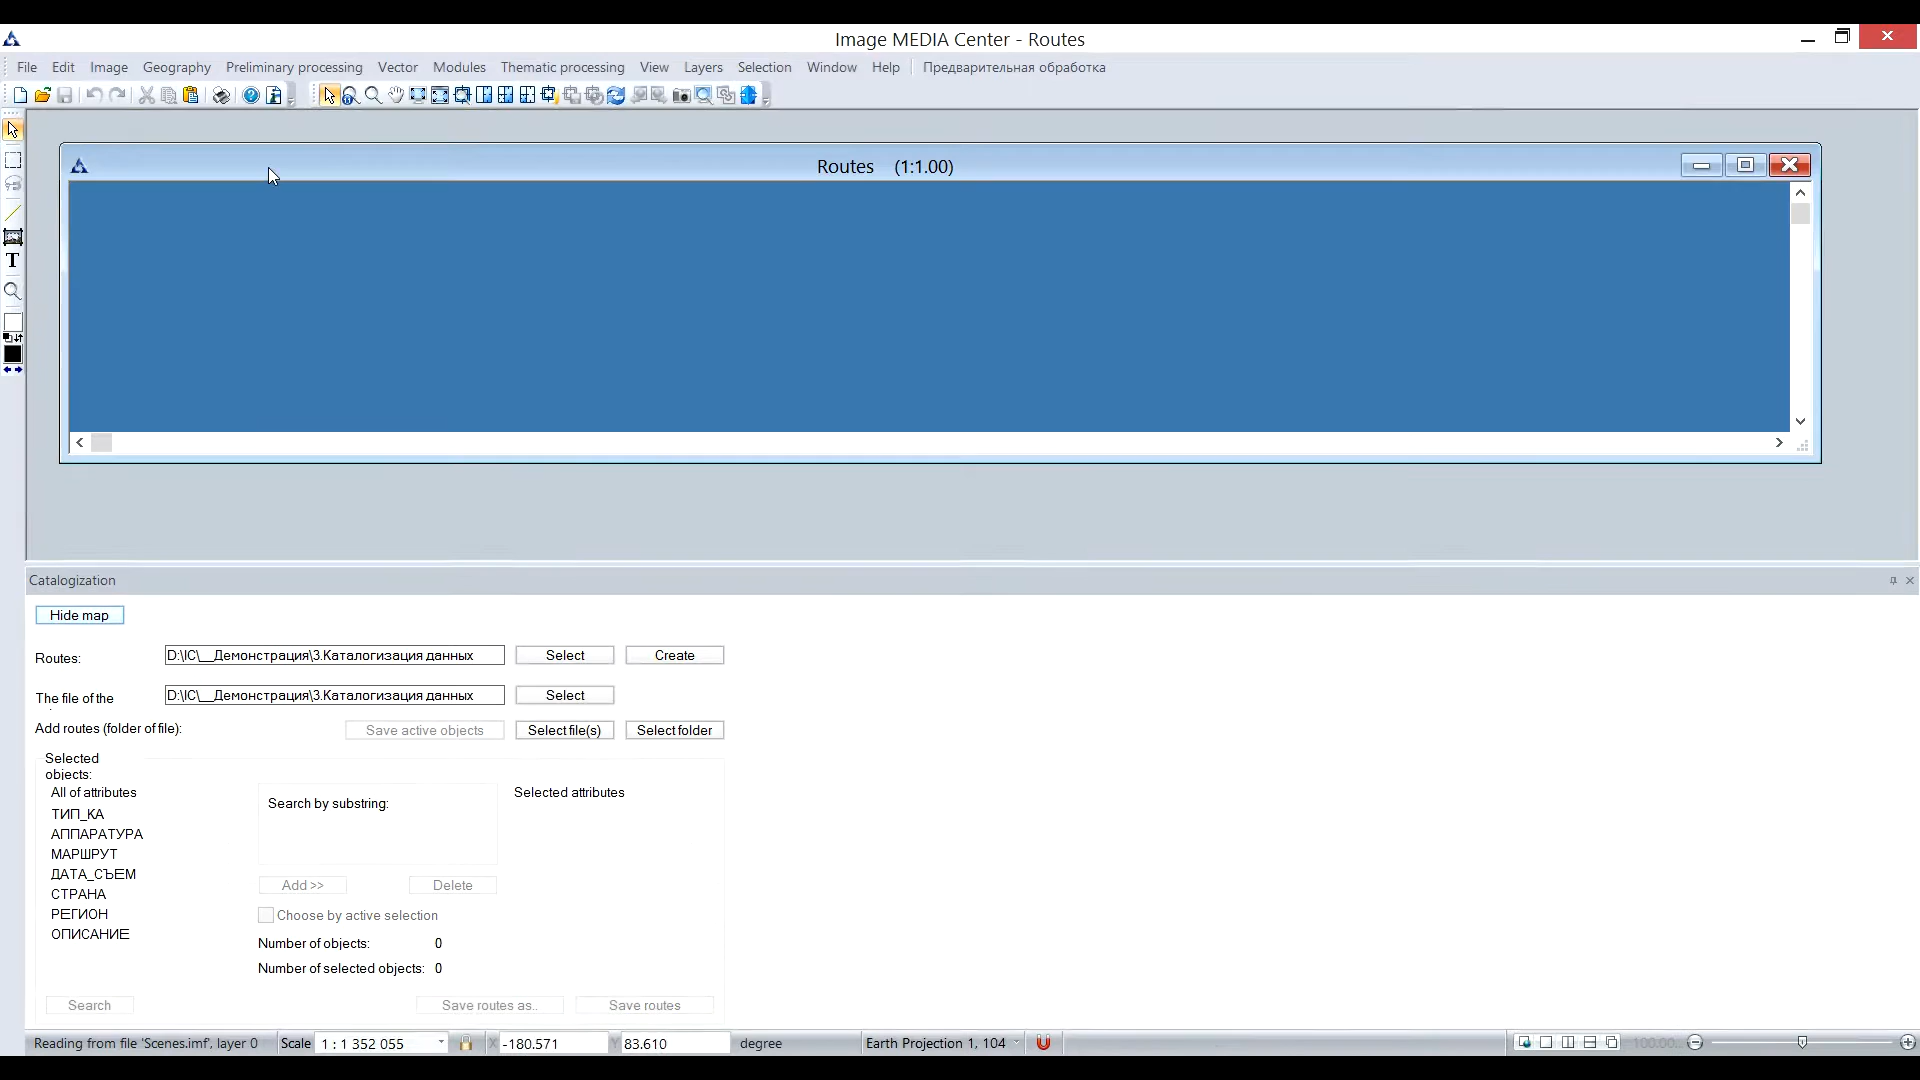 Image MEDIA Center - Routes
File Edit Image Geography Preliminary processing Vector Modules Thematic processing View Layers Selection Window Help Предварительная обработка
T
Routes (1:1.00)
Catalogization
Hide map
Routes: D:\IC\__Демонстрация\3.Каталогизация данных Select Create
The file of the D:\IC\__Демонстрация\3.Каталогизация данных Select
Add routes (folder of file): Save active objects Select file(s) Select folder
Selected
objects:
All of attributes Search by substring: Selected attributes
ТИП_КА
АППАРАТУРА
МАРШРУТ
ДАТА_СЪЕМ
СТРАНА
РЕГИОН
ОПИСАНИЕ
Add >> Delete
Choose by active selection
Number of objects: 0
Number of selected objects: 0
Search Save routes as.. Save routes
Reading from file 'Scenes.imf', layer 0 Scale 1 : 1 352 055 X -180.571 Y 83.610 degree Earth Projection 1, 104 100.00...